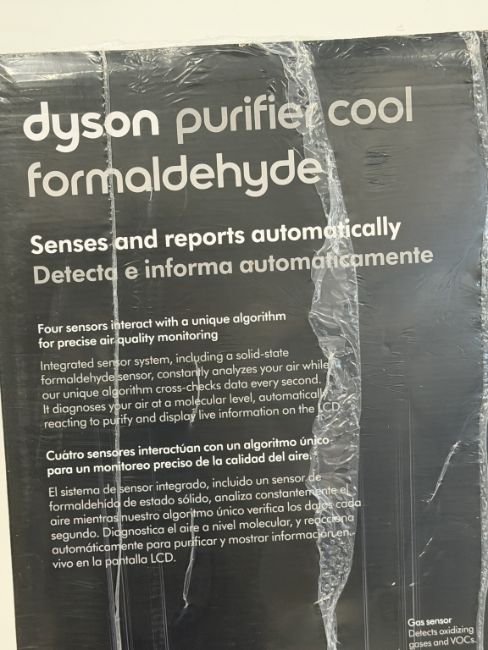 dyson purifier cool
formaldehyde
Senses and reports automatically
Detecta e informa automáticamente
Four sensors interact with a unique algorithm
for precise air quality monitoring
Integrated sensor system, including a solid-state
formaldehyde sensor, constantly analyzes your air while
our unique algorithm cross-checks data every second.
It diagnoses your air at a molecular level, automatically
reacting to purify and display live information on the LCD.
Cuatro sensores interactúan con un algoritmo único
para un monitoreo preciso de la calidad del aire.
El sistema de sensor integrado, incluido un sensor de
formaldehído de estado sólido, analiza constantemente el
aire mientras nuestro algoritmo único verifica los datos cada
segundo. Diagnostica el aire a nivel molecular, y reacciona
automáticamente para purificar y mostrar información en
vivo en la pantalla LCD.
Gas sensor
Detects oxidizing
gases and VOCs.